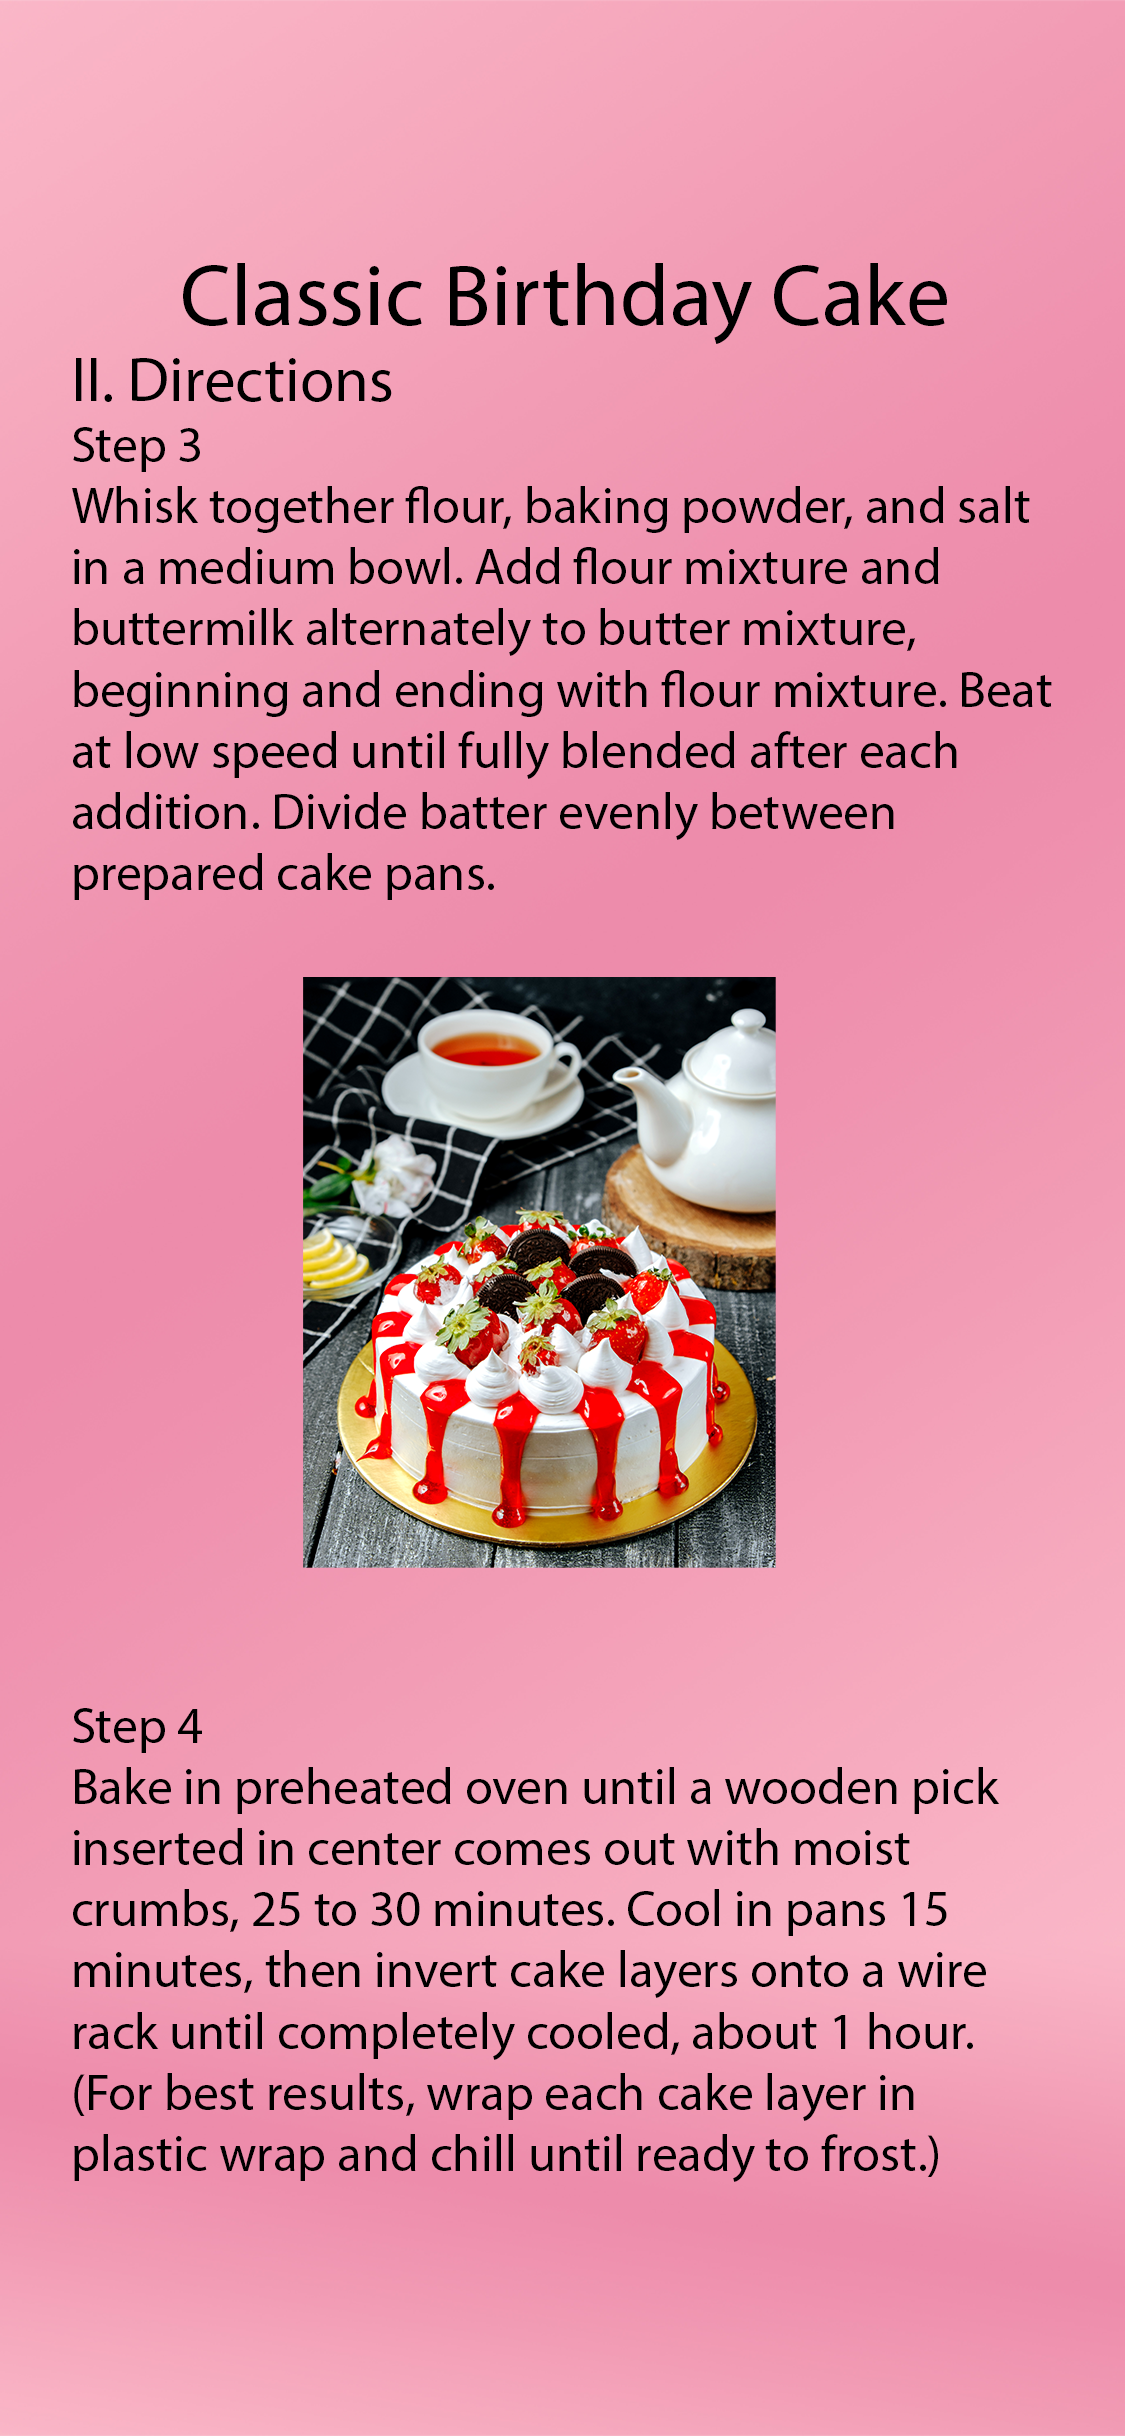 Classic Birthday Cake
II. Directions
Step 3
Whisk together flour, baking powder, and salt
in a medium bowl. Add flour mixture and
buttermilk alternately to butter mixture,
beginning and ending with flour mixture. Beat
at low speed until fully blended after each
addition. Divide batter evenly between
prepared cake pans.
Step 4
Bake in preheated oven until a wooden pick
inserted in center comes out with moist
crumbs, 25 to 30 minutes. Cool in pans 15
minutes, then invert cake layers onto a wire
rack until completely cooled, about 1 hour.
(For best results, wrap each cake layer in
plastic wrap and chill until ready to frost.)